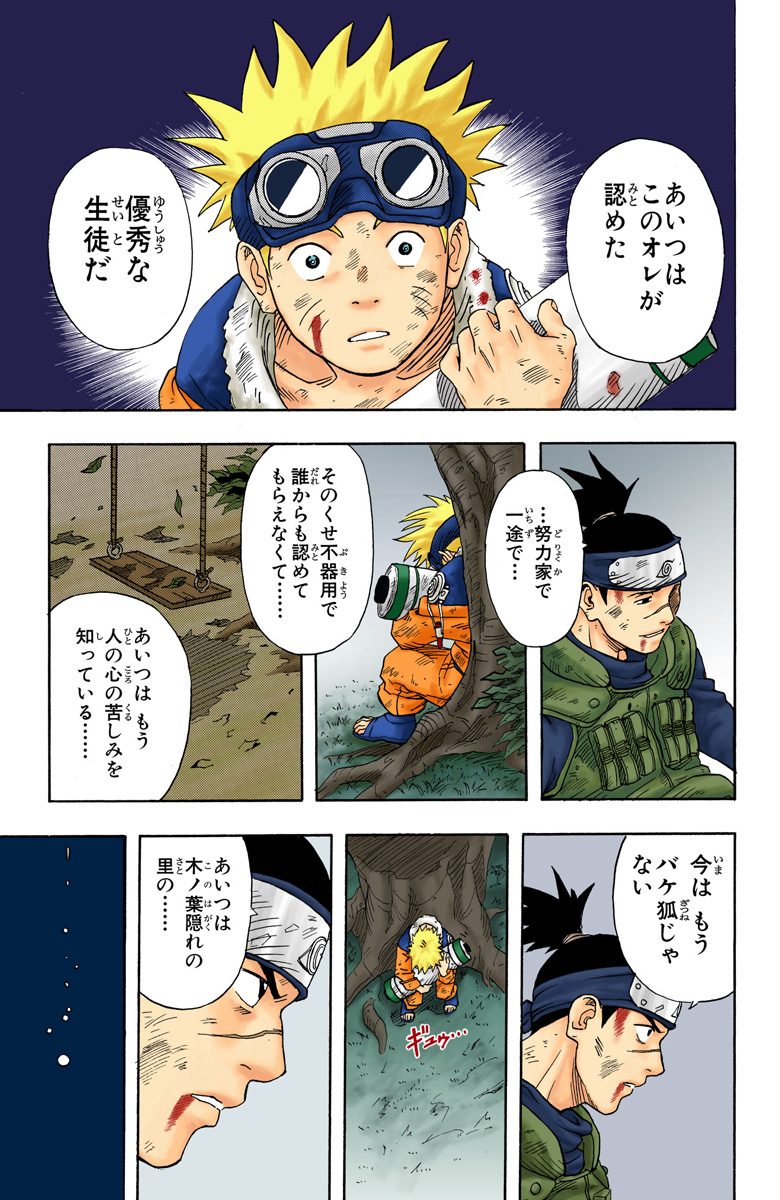 あいつは
このオレが
認めた
優秀な
生徒だ
…努力家で
一途で…
そのくせ不器用で
誰からも認めて
もらえなくて……
あいつは もう
人の心の苦しみを
知っている……
今は もう
バケ狐じゃ
ない
ギュゥ…
あいつは
木ノ葉隠れの
里の……